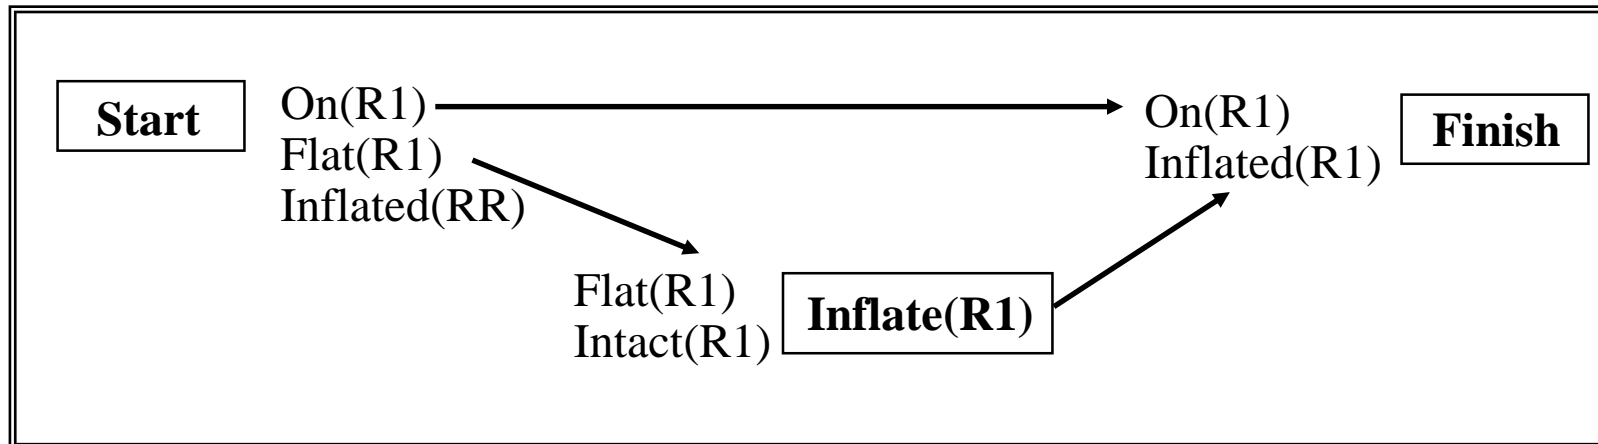 Start
On(R1)
Flat(R1)
Inflated(RR)
Flat(R1)
Intact(R1)
Inflate(R1)
On(R1)
Inflated(R1)
Finish